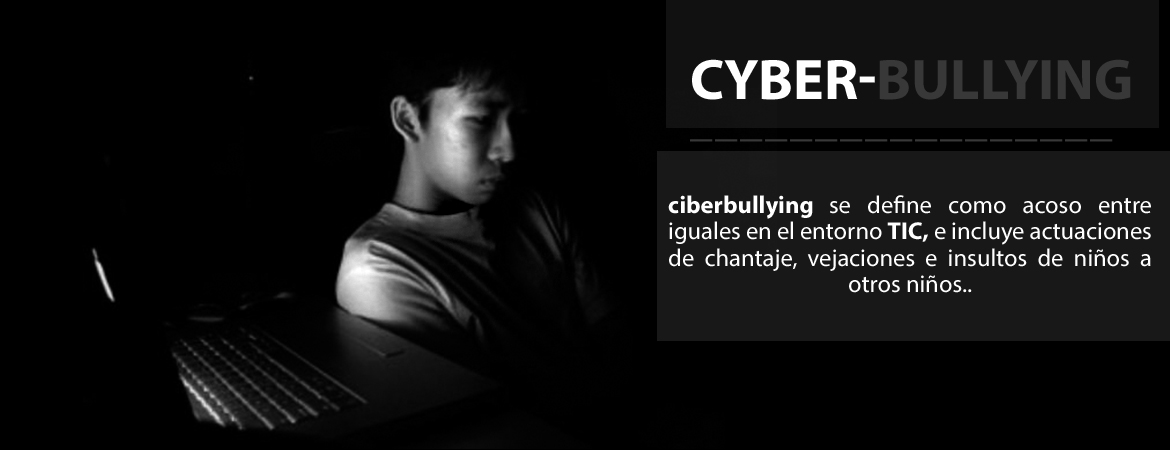 CYBER-BULLYING
ciberbullying se define como acoso entre
iguales en el entorno TIC, e incluye actuaciones
de chantaje, vejaciones e insultos de niños a
otros niños..